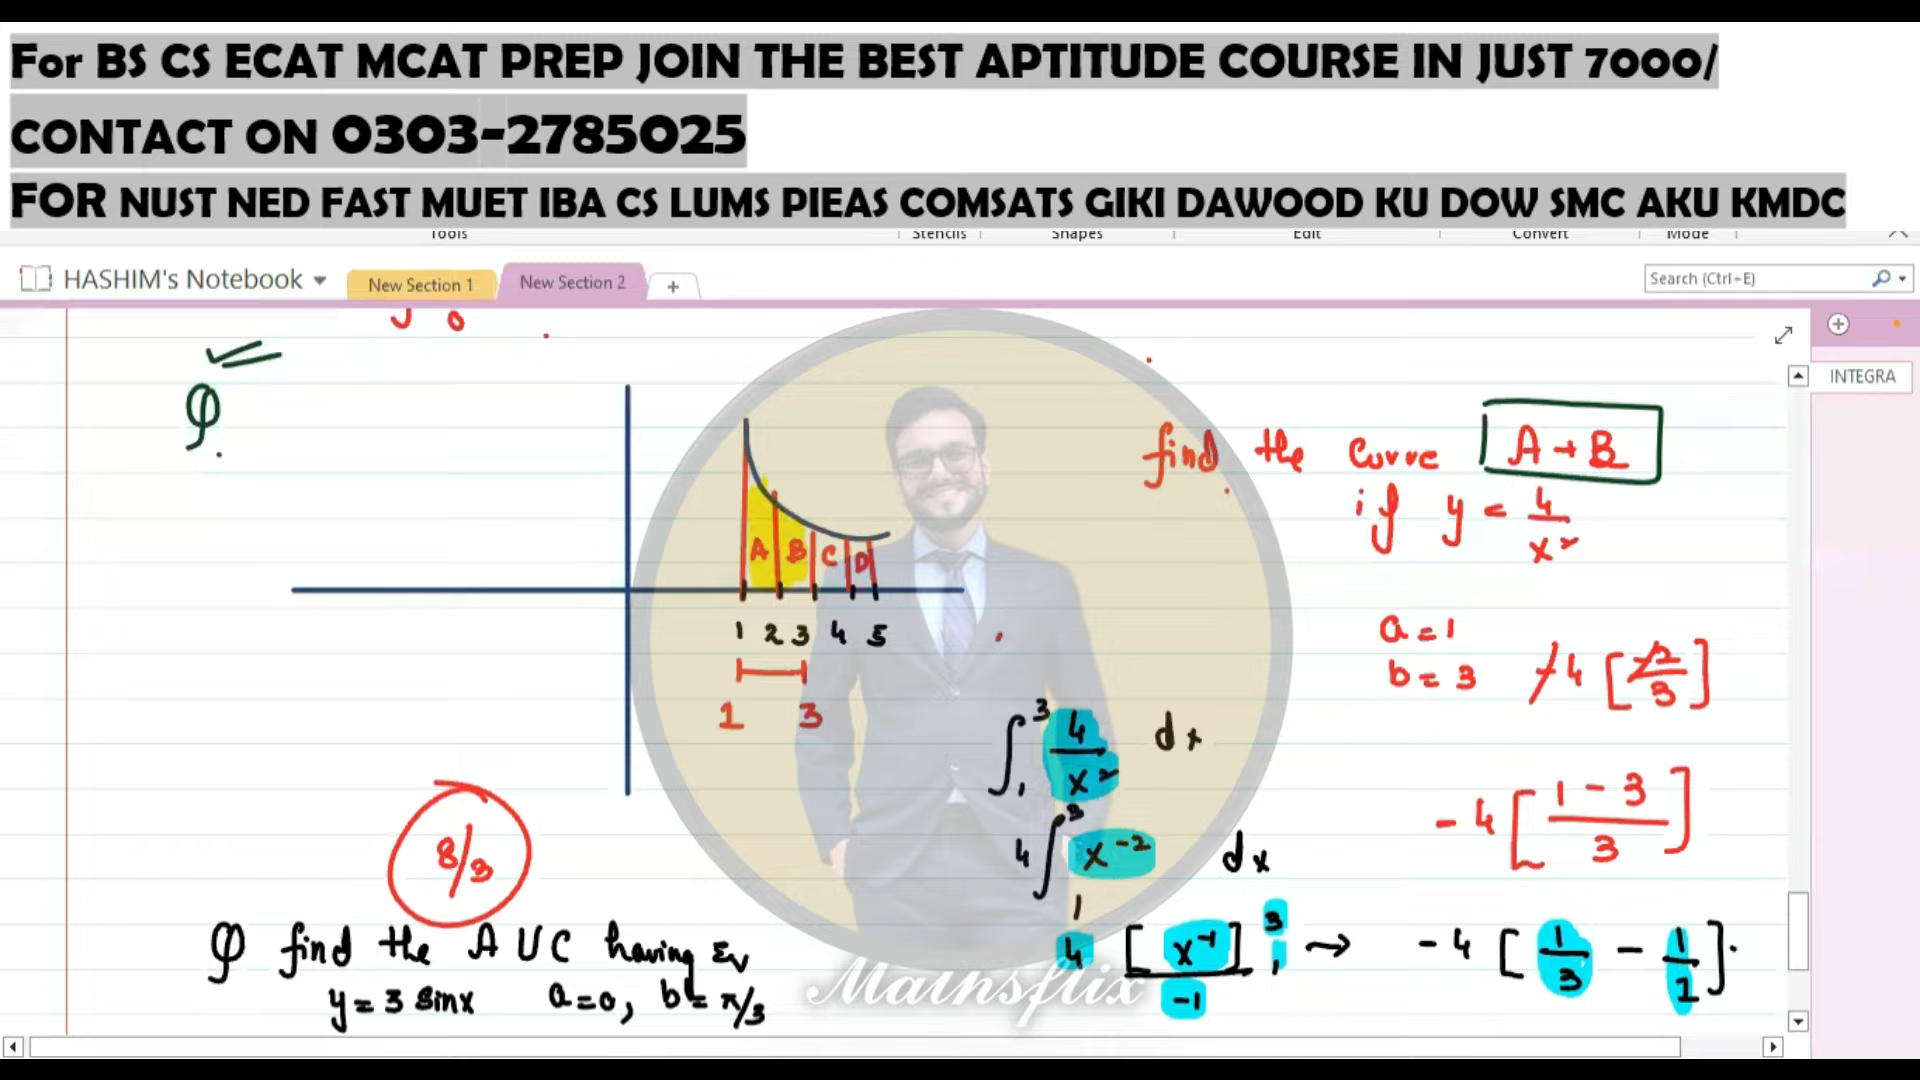 For BS CS ECAT MCAT PREP JOIN THE BEST APTITUDE COURSE IN JUST 7000/
CONTACT ON 0303-2785025
FOR NUST NED FAST MUET IBA CS LUMS PIEAS COMSATS GIKI DAWOOD KU DOW SMC AKU KMDC
Tools Stencils Shapes Edit Convert Mode
HASHIM's Notebook New Section 1 New Section 2 + Search (Ctrl+E)
INTEGRA
φ.
find the curve A + B
if y = 4/x²
A B C D
1 2 3 4 5
1 3
a = 1
b = 3
-4 [-2/3]
∫₁³ 4/x² dx
-4 [(1 - 3)/3]
8/3
4 ∫₁³ x⁻² dx
4 [x⁻¹]/-1 ³₁ → -4 [1/3 - 1/1]
φ find the A U C having Ev
y = 3 sinx a=0, b = π/3
Mainsflix